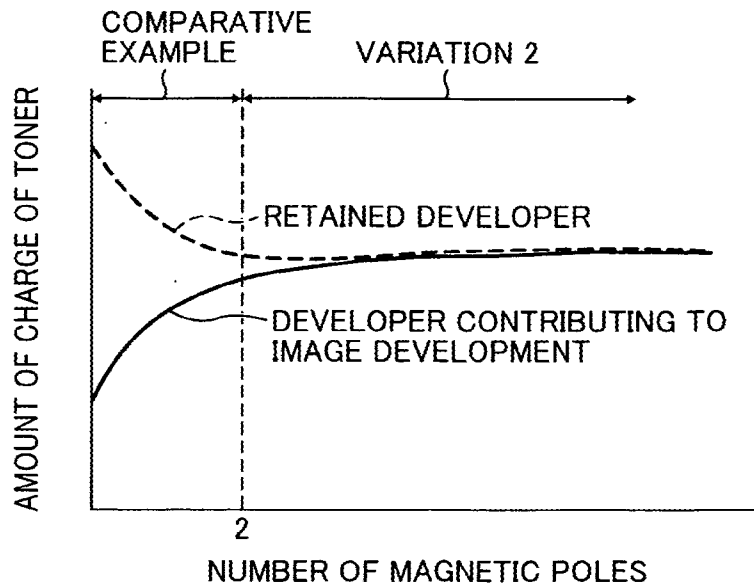 COMPARATIVE
EXAMPLE
VARIATION 2
AMOUNT OF CHARGE OF TONER
RETAINED DEVELOPER
DEVELOPER CONTRIBUTING TO
IMAGE DEVELOPMENT
2
NUMBER OF MAGNETIC POLES